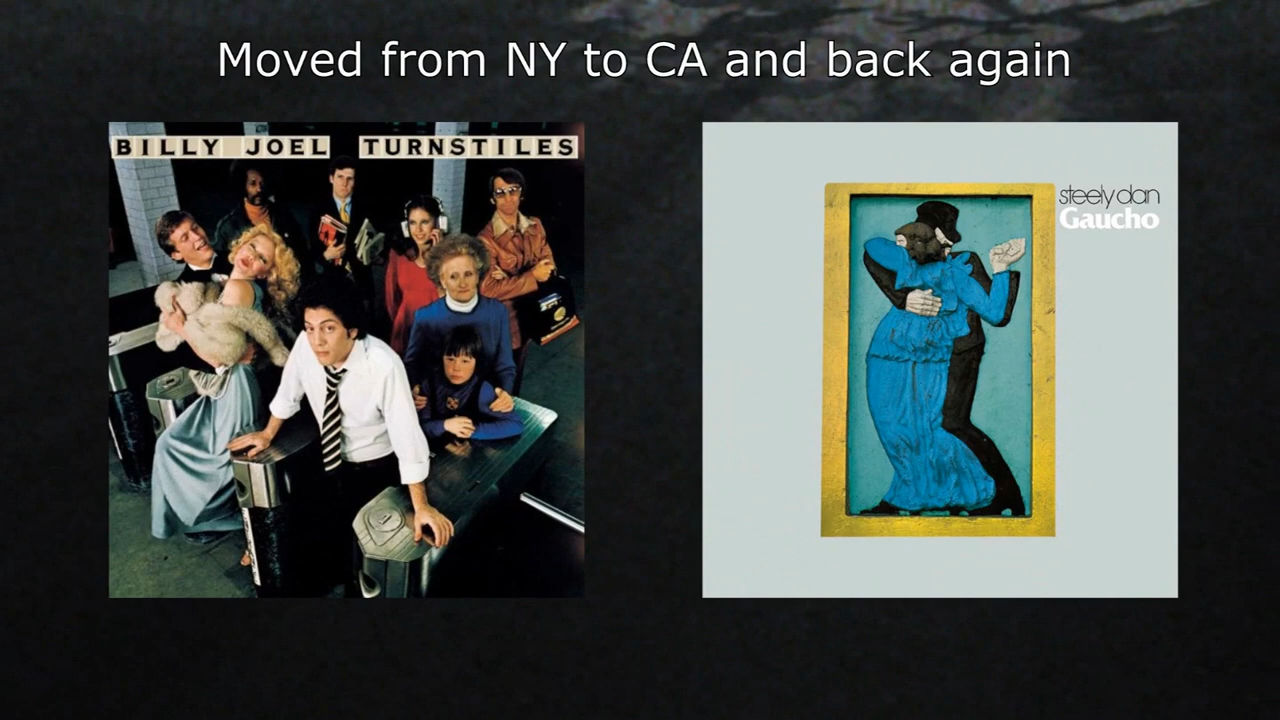 Moved from NY to CA and back again
BILLY JOEL TURNSTILES
steely dan
Gaucho